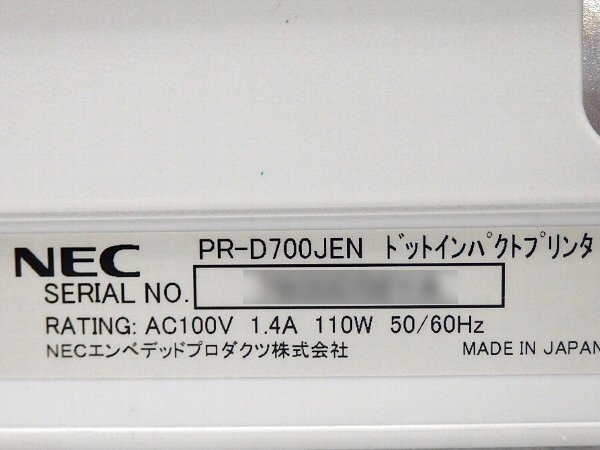 NEC PR-D700JEN ﾄﾞｯﾄｲﾝﾊﾟｸﾄﾌﾟﾘﾝﾀ
SERIAL NO.
RATING: AC100V 1.4A 110W 50/60Hz
NECエンベデッドプロダクツ株式会社 MADE IN JAPAN